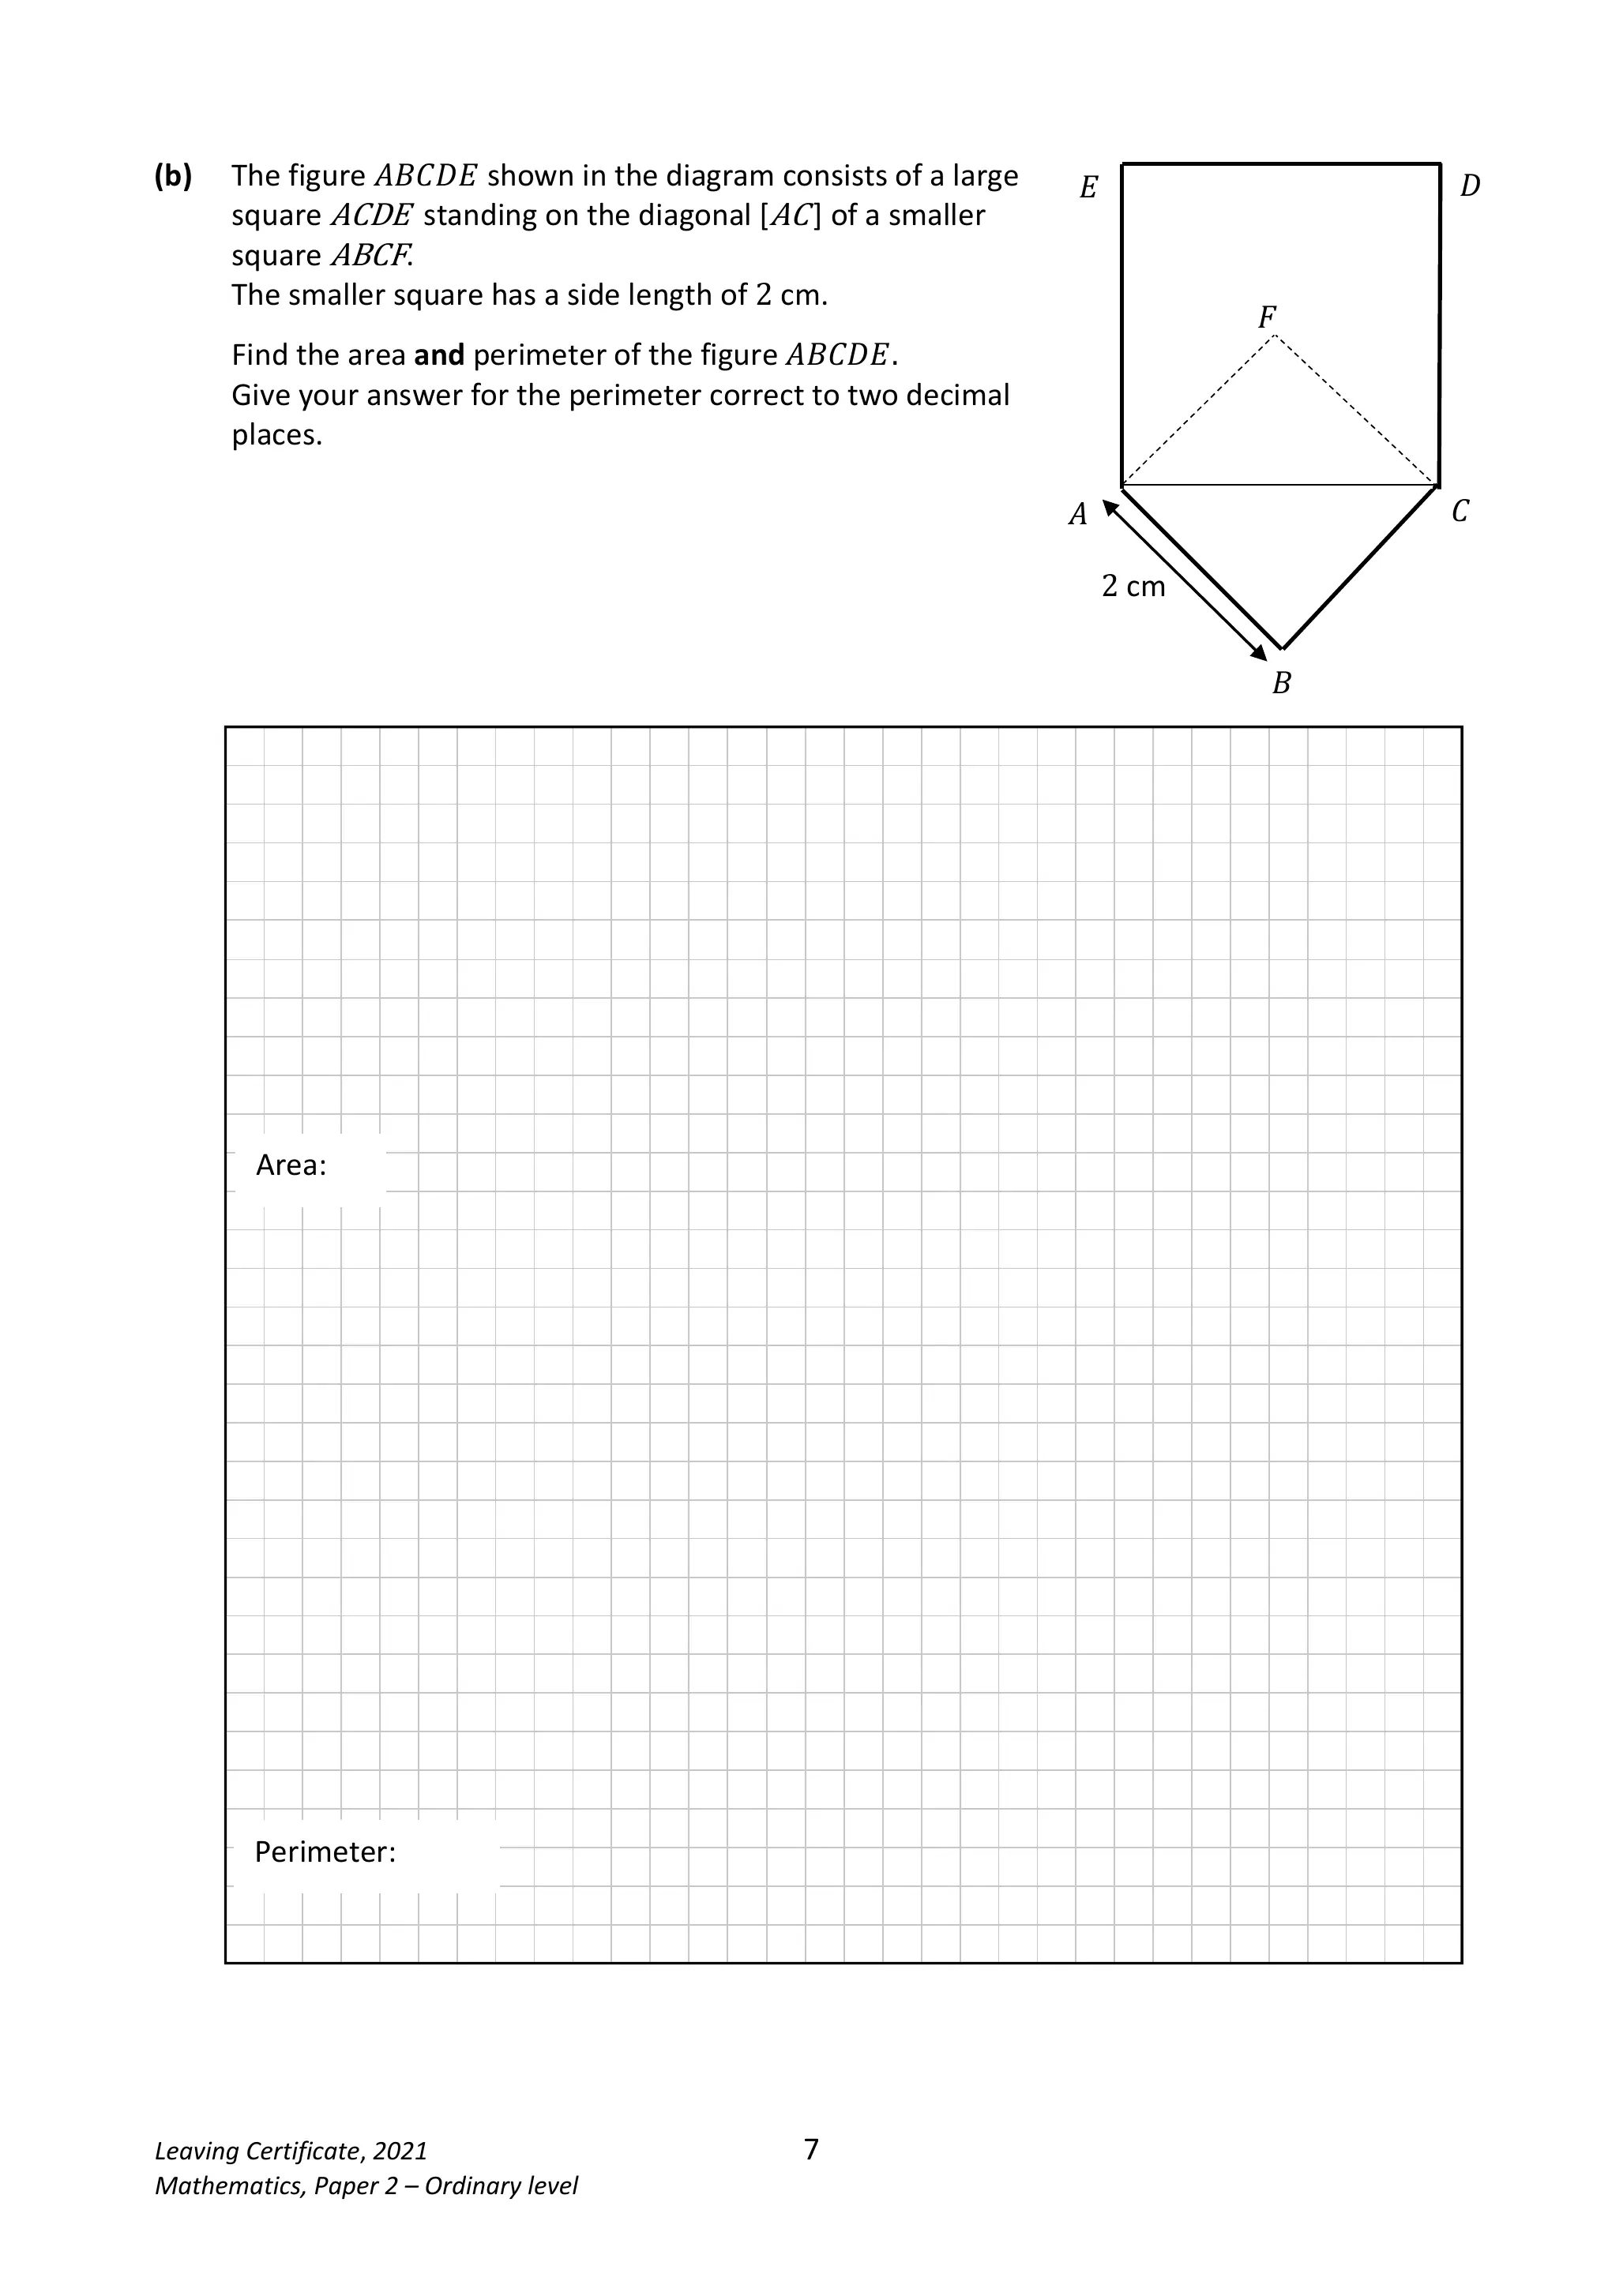 (b) The figure ABCDE shown in the diagram consists of a large
square ACDE standing on the diagonal [AC] of a smaller
square ABCF.
The smaller square has a side length of 2 cm.
Find the area and perimeter of the figure ABCDE.
Give your answer for the perimeter correct to two decimal
places.
E
D
F
A
C
2 cm
B
Area:
Perimeter:
Leaving Certificate, 2021
7
Mathematics, Paper 2 – Ordinary level